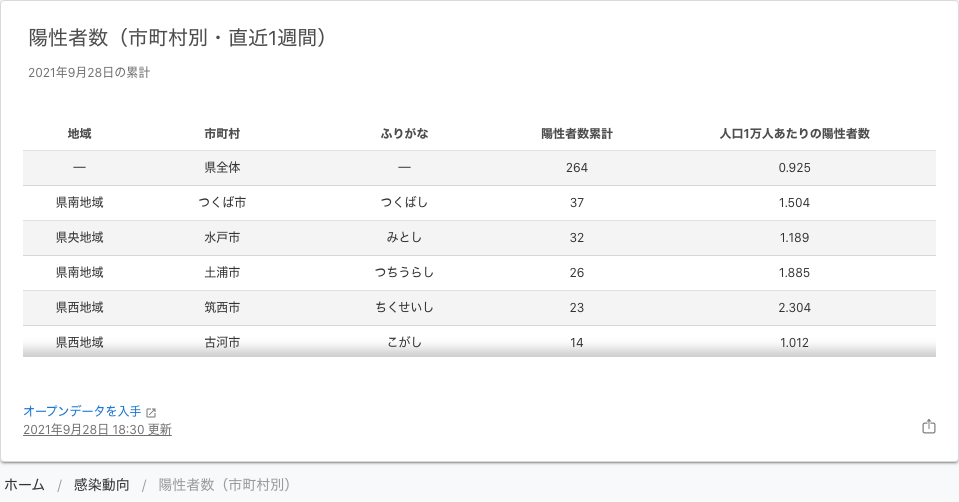 陽性者数（市町村別・直近1週間）
2021年9月28日の累計
地域 市町村 ふりがな 陽性者数累計 人口1万人あたりの陽性者数
— 県全体 — 264 0.925
県南地域 つくば市 つくばし 37 1.504
県央地域 水戸市 みとし 32 1.189
県南地域 土浦市 つちうらし 26 1.885
県西地域 筑西市 ちくせいし 23 2.304
県西地域 古河市 こがし 14 1.012
オープンデータを入手
2021年9月28日 18:30 更新
ホーム / 感染動向 / 陽性者数（市町村別）